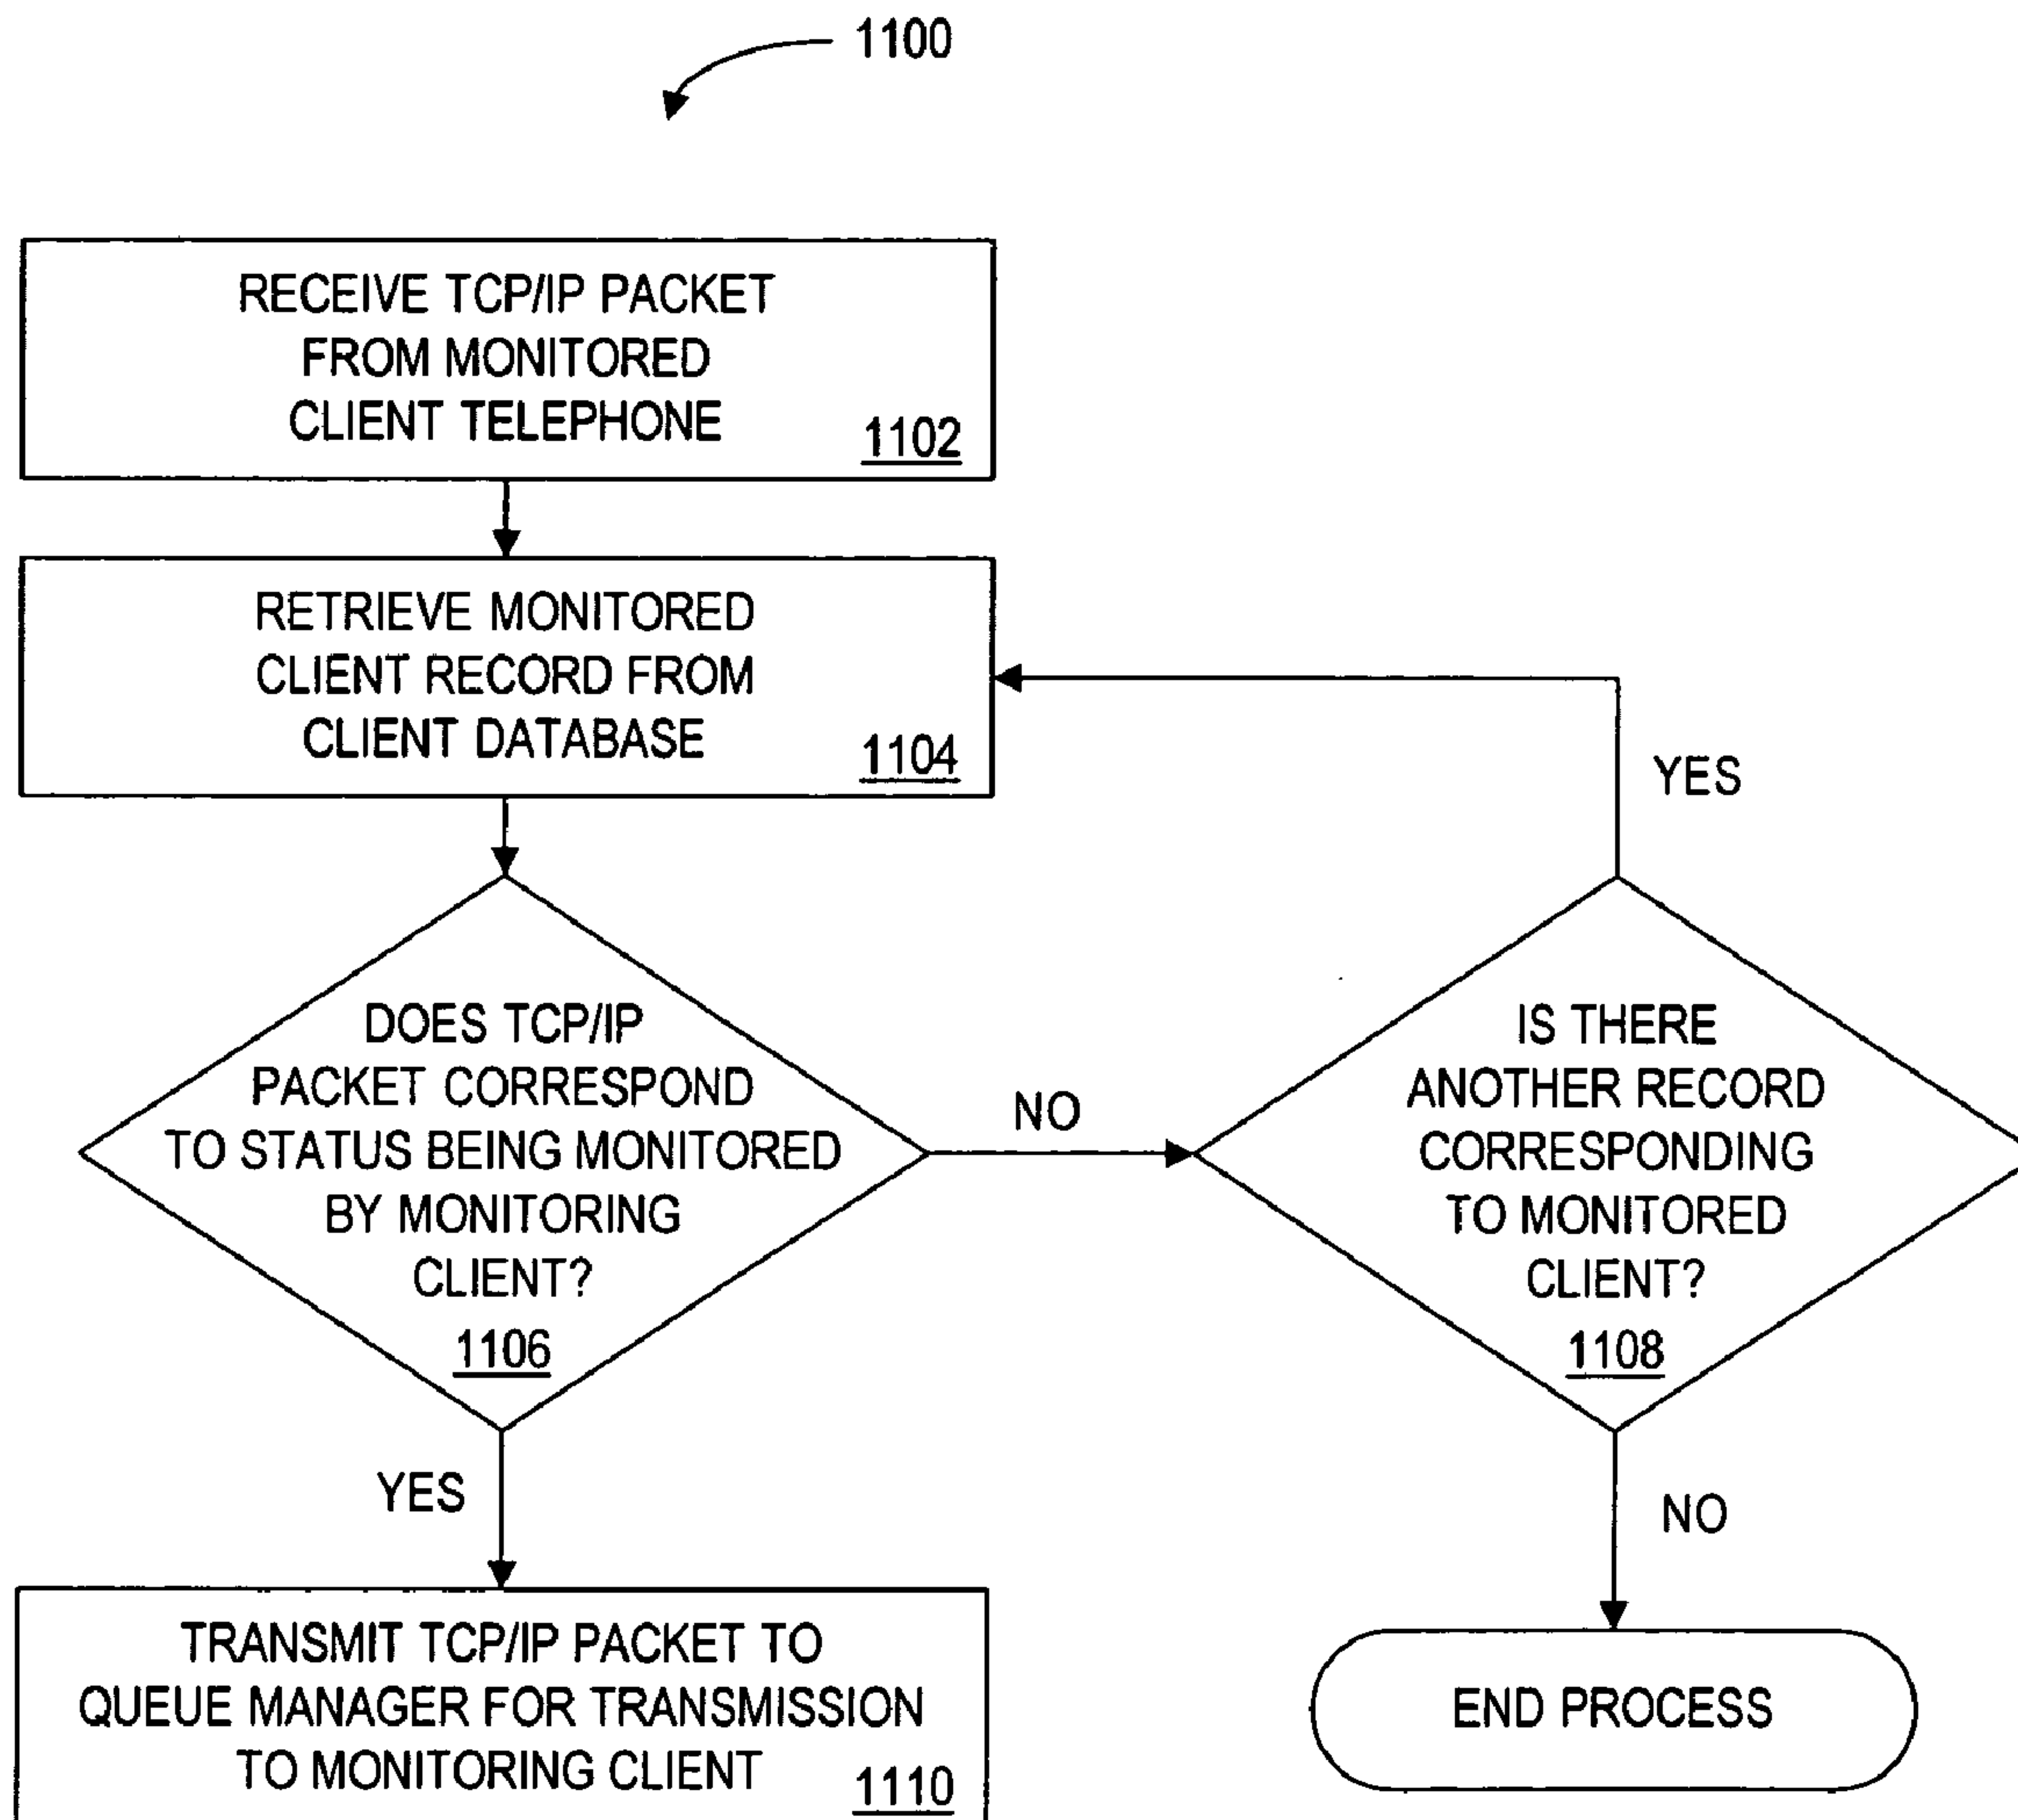 1100
RECEIVE TCP/IP PACKET
FROM MONITORED
CLIENT TELEPHONE
1102
RETRIEVE MONITORED
CLIENT RECORD FROM
CLIENT DATABASE
1104
YES
DOES TCP/IP
PACKET CORRESPOND
TO STATUS BEING MONITORED
BY MONITORING
CLIENT?
1106
NO
IS THERE
ANOTHER RECORD
CORRESPONDING
TO MONITORED
CLIENT?
1108
YES
NO
TRANSMIT TCP/IP PACKET TO
QUEUE MANAGER FOR TRANSMISSION
TO MONITORING CLIENT
1110
END PROCESS